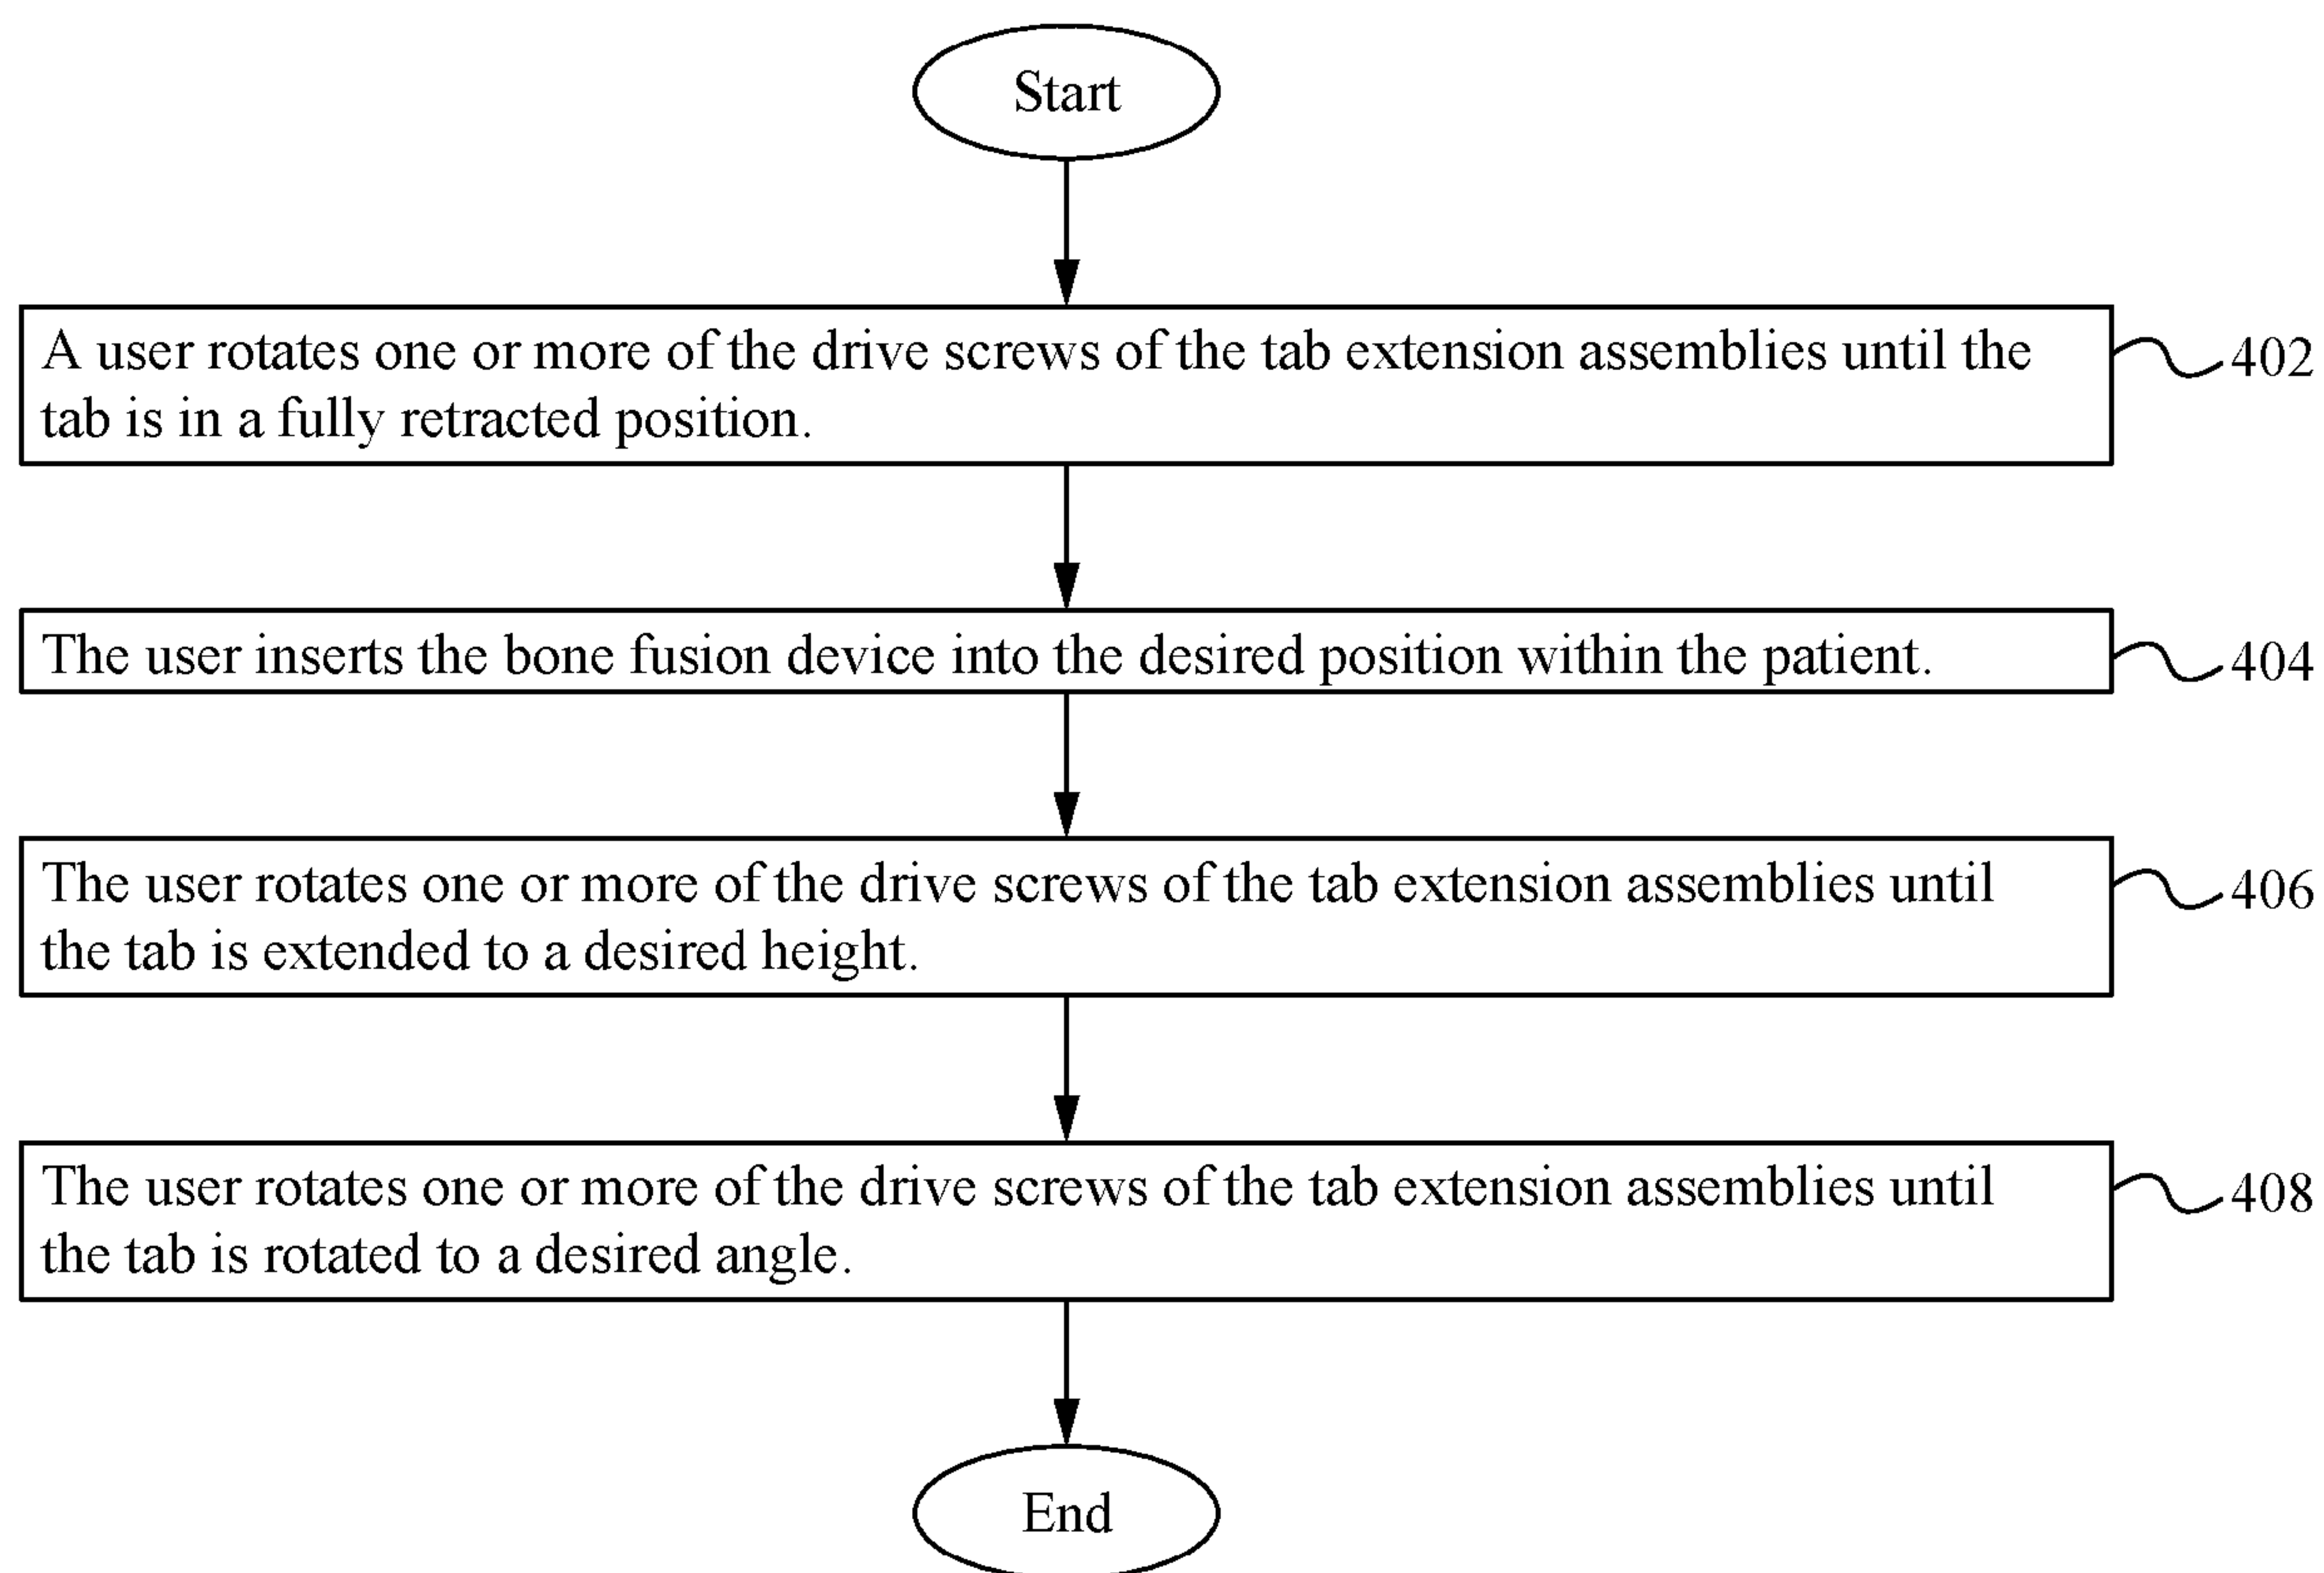 Start
A user rotates one or more of the drive screws of the tab extension assemblies until the
tab is in a fully retracted position.
402
The user inserts the bone fusion device into the desired position within the patient.
404
The user rotates one or more of the drive screws of the tab extension assemblies until
the tab is extended to a desired height.
406
The user rotates one or more of the drive screws of the tab extension assemblies until
the tab is rotated to a desired angle.
408
End